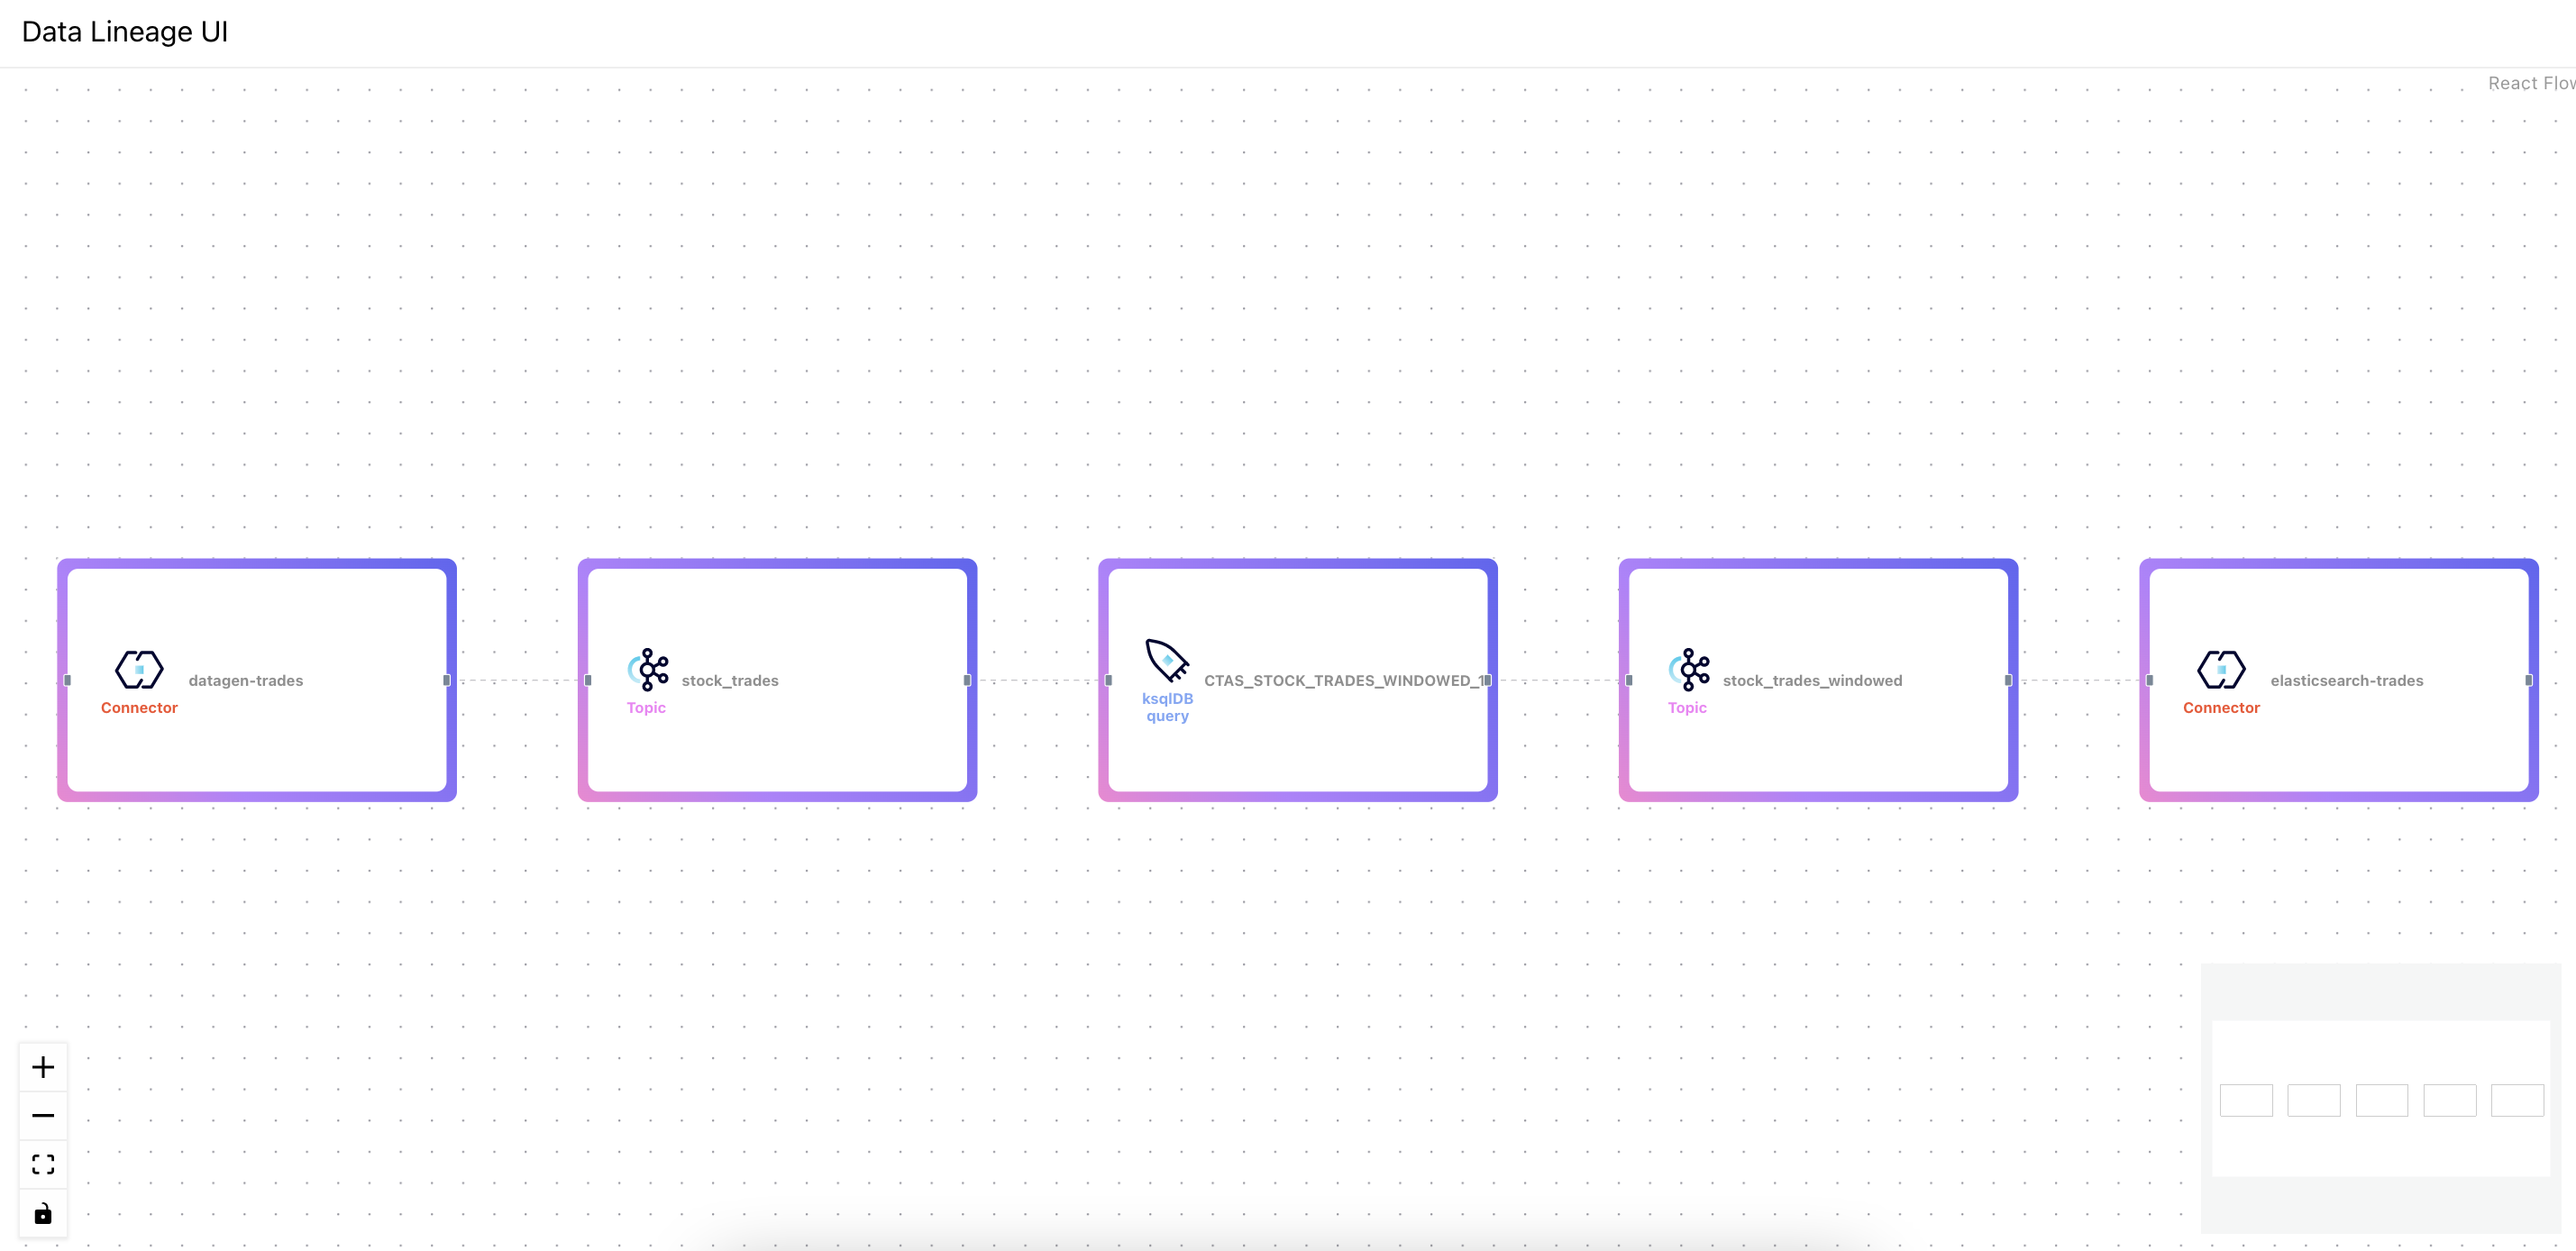 Data Lineage UI
React Flow
datagen-trades
Connector
stock_trades
Topic
CTAS_STOCK_TRADES_WINDOWED_1
ksqlDB
query
stock_trades_windowed
Topic
elasticsearch-trades
Connector